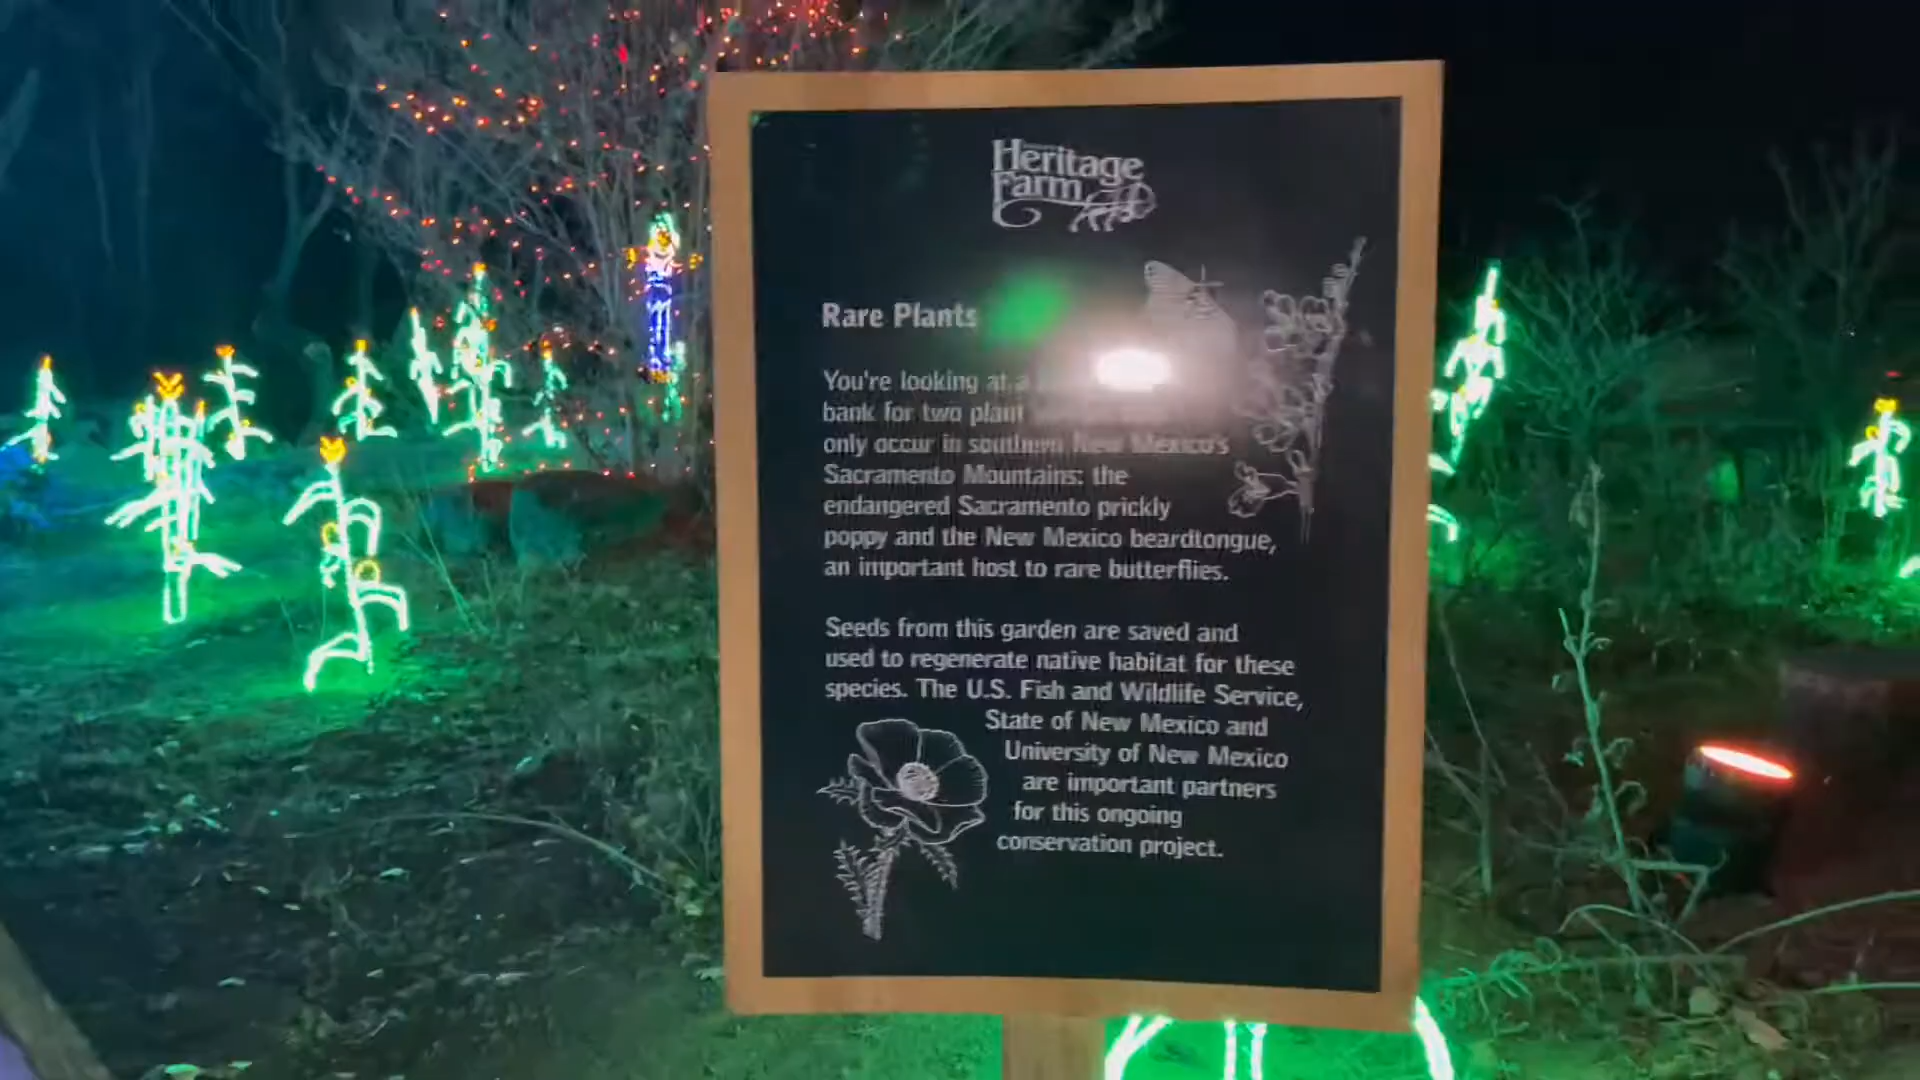 Heritage
Farm
Rare Plants
You're looking at a
bank for two plant
only occur in southern New Mexico's
Sacramento Mountains: the
endangered Sacramento prickly
poppy and the New Mexico beardtongue,
an important host to rare butterflies.
Seeds from this garden are saved and
used to regenerate native habitat for these
species. The U.S. Fish and Wildlife Service,
State of New Mexico and
University of New Mexico
are important partners
for this ongoing
conservation project.